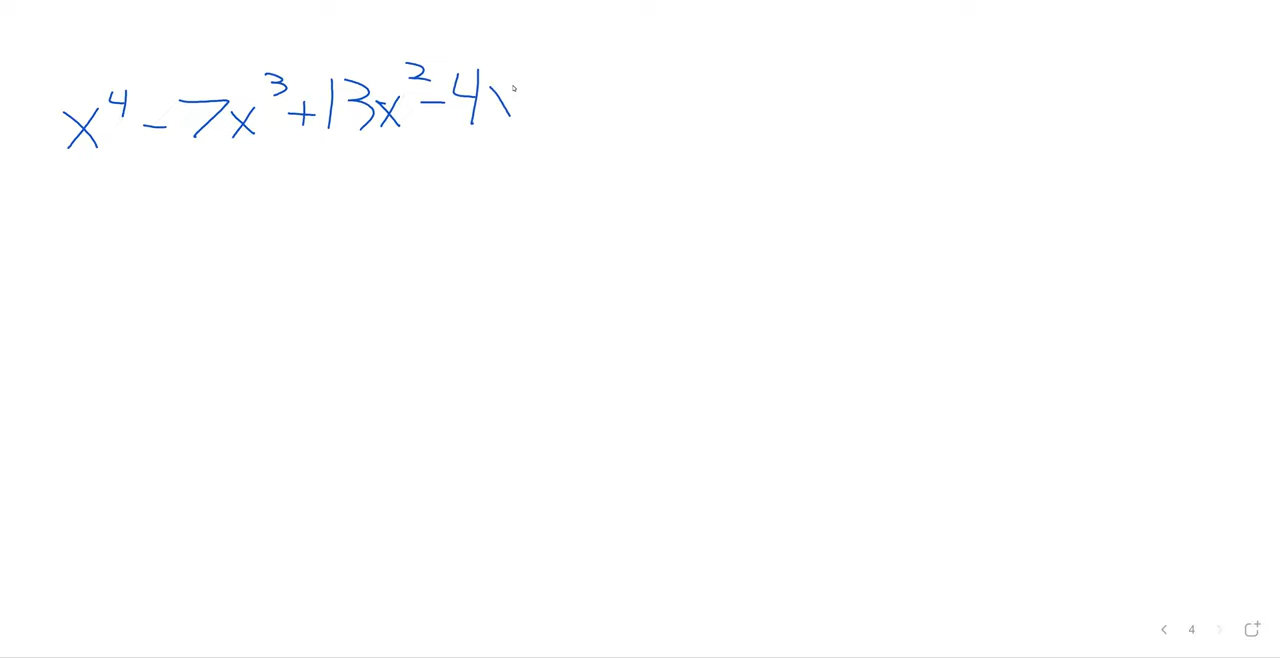 x⁴ - 7x³ + 13x² - 4
4